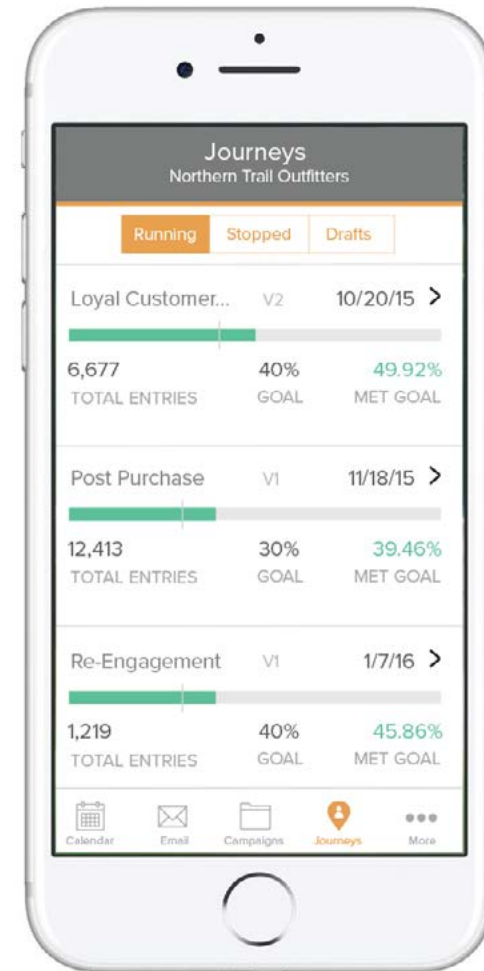 Journeys
Northern Trail Outfitters
Running Stopped Drafts
Loyal Customer... V2 10/20/15 >
6,677 40% 49.92%
TOTAL ENTRIES GOAL MET GOAL
Post Purchase V1 11/18/15 >
12,413 30% 39.46%
TOTAL ENTRIES GOAL MET GOAL
Re-Engagement V1 1/7/16 >
1,219 40% 45.86%
TOTAL ENTRIES GOAL MET GOAL
Calendar Email Campaigns Journeys More